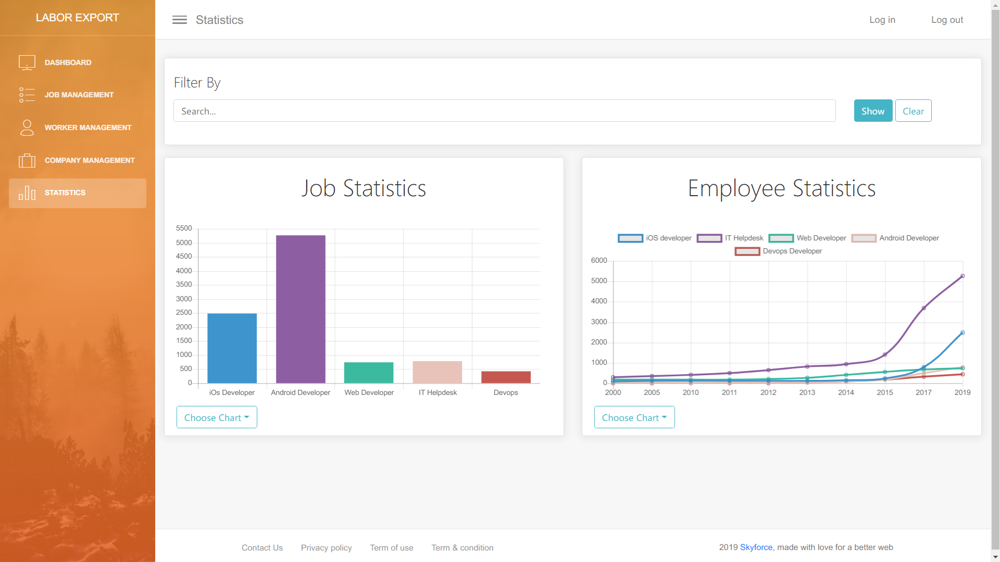 LABOR EXPORT
DASHBOARD
JOB MANAGEMENT
WORKER MANAGEMENT
COMPANY MANAGEMENT
STATISTICS
Statistics
Log in
Log out
Filter By
Search...
Show
Clear
Job Statistics
5500
5000
4500
4000
3500
3000
2500
2000
1500
1000
500
0
iOs Developer Android Developer Web Developer IT Helpdesk Devops
Choose Chart
Employee Statistics
iOS developer IT Helpdesk Web Developer Android Developer
Devops Developer
6000
5000
4000
3000
2000
1000
0
2000 2005 2010 2011 2012 2013 2014 2015 2017 2019
Choose Chart
Contact Us Privacy policy Term of use Term & condition
2019 Skyforce, made with love for a better web